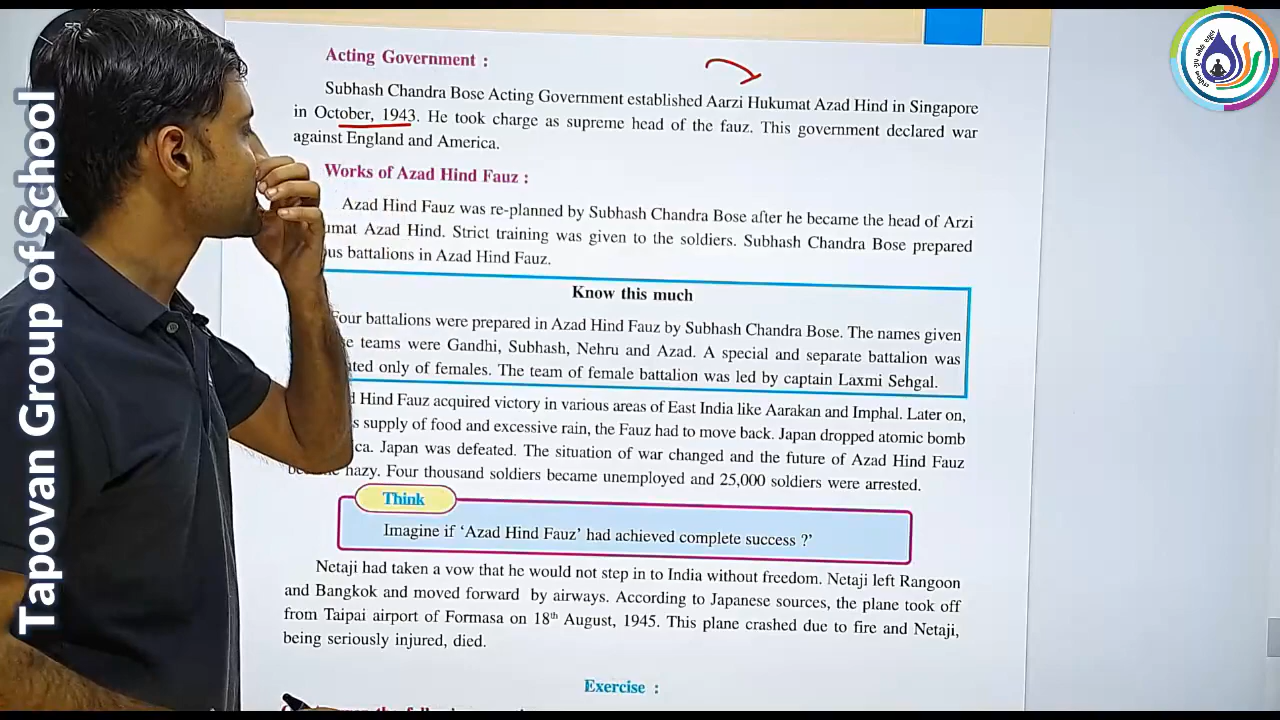 Tapovan Group of School
Acting Government :
Subhash Chandra Bose Acting Government established Aarzi Hukumat Azad Hind in Singapore
in October, 1943. He took charge as supreme head of the fauz. This government declared war
against England and America.
Works of Azad Hind Fauz :
Azad Hind Fauz was re-planned by Subhash Chandra Bose after he became the head of Arzi
umat Azad Hind. Strict training was given to the soldiers. Subhash Chandra Bose prepared
us battalions in Azad Hind Fauz.
Know this much
Four battalions were prepared in Azad Hind Fauz by Subhash Chandra Bose. The names given
e teams were Gandhi, Subhash, Nehru and Azad. A special and separate battalion was
ted only of females. The team of female battalion was led by captain Laxmi Sehgal.
d Hind Fauz acquired victory in various areas of East India like Aarakan and Imphal. Later on,
s supply of food and excessive rain, the Fauz had to move back. Japan dropped atomic bomb
ca. Japan was defeated. The situation of war changed and the future of Azad Hind Fauz
hazy. Four thousand soldiers became unemployed and 25,000 soldiers were arrested.
Think
Imagine if ‘Azad Hind Fauz’ had achieved complete success ?’
Netaji had taken a vow that he would not step in to India without freedom. Netaji left Rangoon
and Bangkok and moved forward by airways. According to Japanese sources, the plane took off
from Taipai airport of Formasa on 18th August, 1945. This plane crashed due to fire and Netaji,
being seriously injured, died.
Exercise :